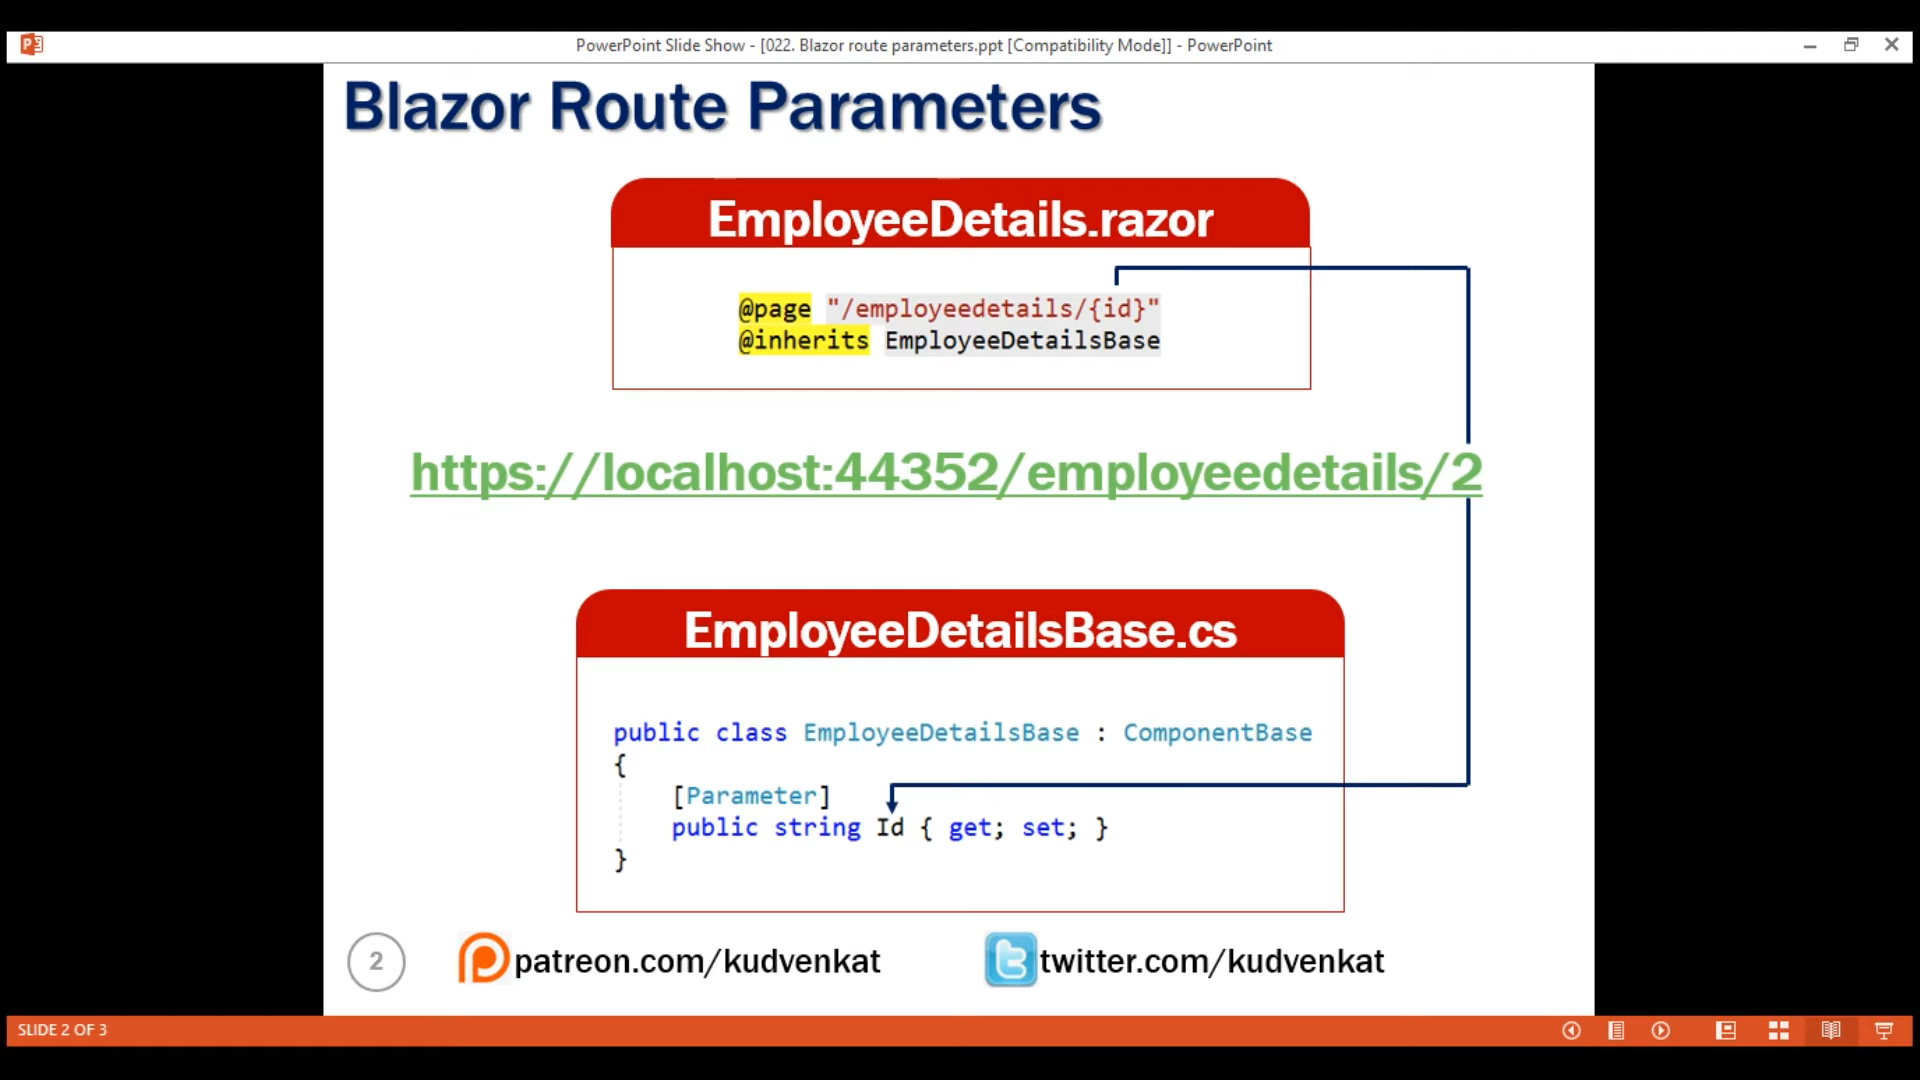 PowerPoint Slide Show - [022. Blazor route parameters.ppt [Compatibility Mode]] - PowerPoint
Blazor Route Parameters
EmployeeDetails.razor
@page "/employeedetails/{id}"
@inherits EmployeeDetailsBase
https://localhost:44352/employeedetails/2
EmployeeDetailsBase.cs
public class EmployeeDetailsBase : ComponentBase
{
[Parameter]
public string Id { get; set; }
}
2
patreon.com/kudvenkat
twitter.com/kudvenkat
SLIDE 2 OF 3